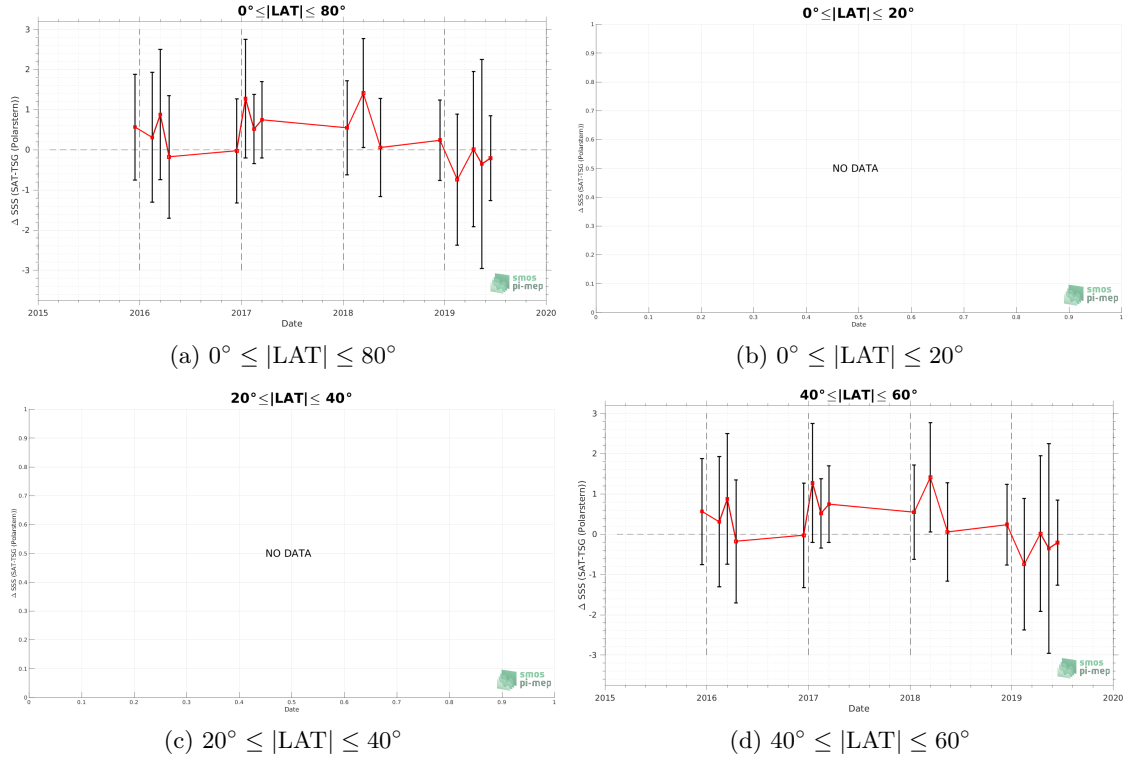 0°≤|LAT|≤ 80°
Δ SSS (SAT-TSG (Polarstern))
3
2
1
0
-1
-2
-3
2015 2016 2017 2018 2019 2020
Date
smos
pi-mep
(a) 0° ≤ |LAT| ≤ 80°
0°≤|LAT|≤ 20°
Δ SSS (SAT-TSG (Polarstern))
1
0.9
0.8
0.7
0.6
0.5
0.4
0.3
0.2
0.1
0
NO DATA
0 0.1 0.2 0.3 0.4 0.5 0.6 0.7 0.8 0.9 1
Date
smos
pi-mep
(b) 0° ≤ |LAT| ≤ 20°
20°≤|LAT|≤ 40°
Δ SSS (SAT-TSG (Polarstern))
1
0.9
0.8
0.7
0.6
0.5
0.4
0.3
0.2
0.1
0
NO DATA
0 0.1 0.2 0.3 0.4 0.5 0.6 0.7 0.8 0.9 1
Date
smos
pi-mep
(c) 20° ≤ |LAT| ≤ 40°
40°≤|LAT|≤ 60°
Δ SSS (SAT-TSG (Polarstern))
3
2
1
0
-1
-2
-3
2015 2016 2017 2018 2019 2020
Date
smos
pi-mep
(d) 40° ≤ |LAT| ≤ 60°